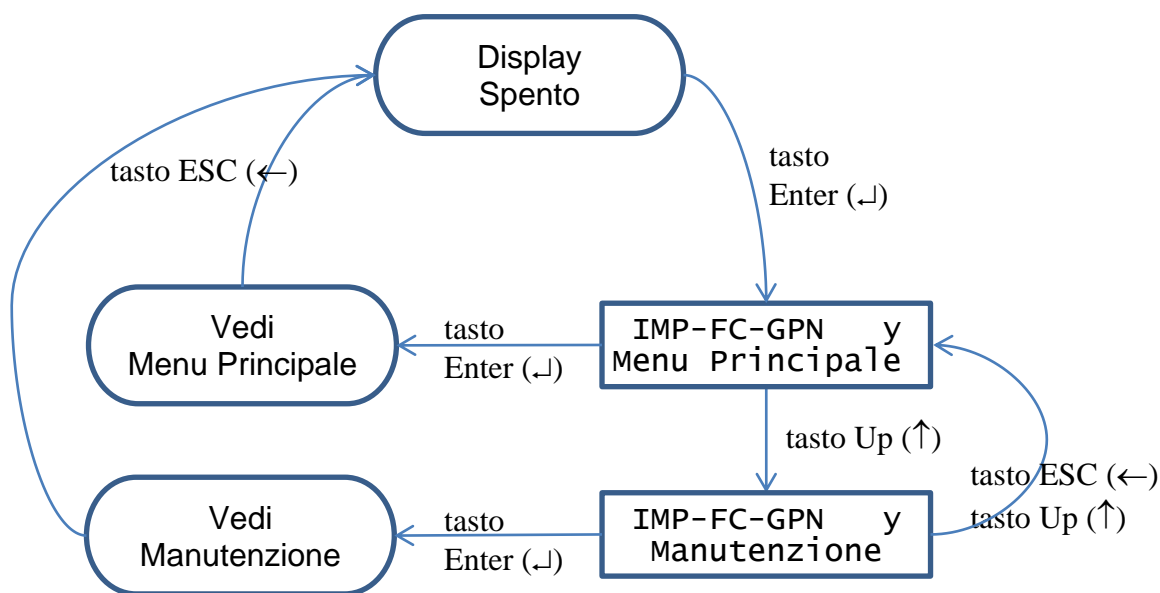 Display
Spento
tasto ESC (←)
tasto
Enter (↵)
Vedi
Menu Principale
tasto
Enter (↵)
IMP-FC-GPN y
Menu Principale
tasto Up (↑)
tasto ESC (←)
tasto Up (↑)
Vedi
Manutenzione
tasto
Enter (↵)
IMP-FC-GPN y
Manutenzione